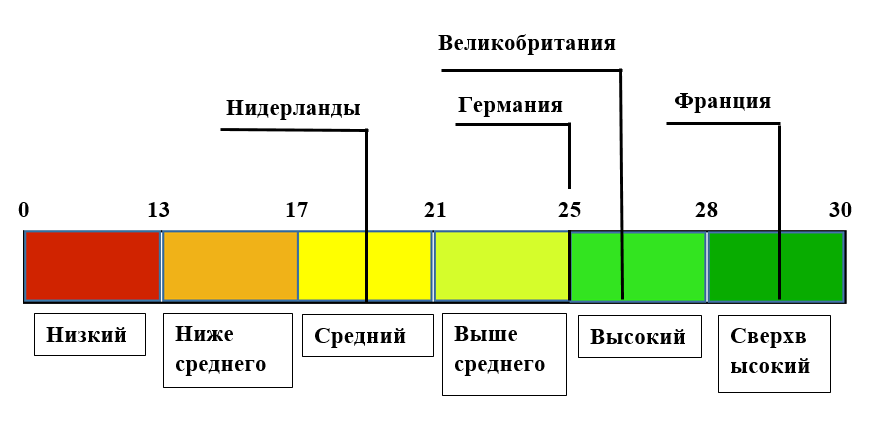 Великобритания
Нидерланды
Германия
Франция
0 13 17 21 25 28 30
Низкий
Ниже
среднего
Средний
Выше
среднего
Высокий
Сверхв
ысокий